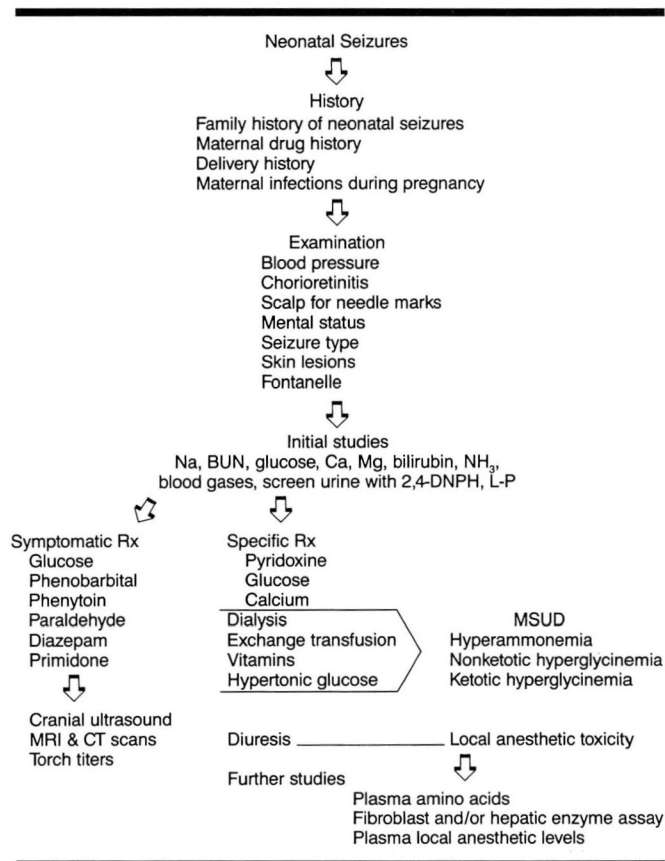 Neonatal Seizures
History
Family history of neonatal seizures
Maternal drug history
Delivery history
Maternal infections during pregnancy
Examination
Blood pressure
Chorioretinitis
Scalp for needle marks
Mental status
Seizure type
Skin lesions
Fontanelle
Initial studies
Na, BUN, glucose, Ca, Mg, bilirubin, NH₃,
blood gases, screen urine with 2,4-DNPH, L-P
Symptomatic Rx
Glucose
Phenobarbital
Phenytoin
Paraldehyde
Diazepam
Primidone
Cranial ultrasound
MRI & CT scans
Torch titers
Specific Rx
Pyridoxine
Glucose
Calcium
Dialysis
Exchange transfusion
Vitamins
Hypertonic glucose
MSUD
Hyperammonemia
Nonketotic hyperglycinemia
Ketotic hyperglycinemia
Diuresis
Local anesthetic toxicity
Further studies
Plasma amino acids
Fibroblast and/or hepatic enzyme assay
Plasma local anesthetic levels